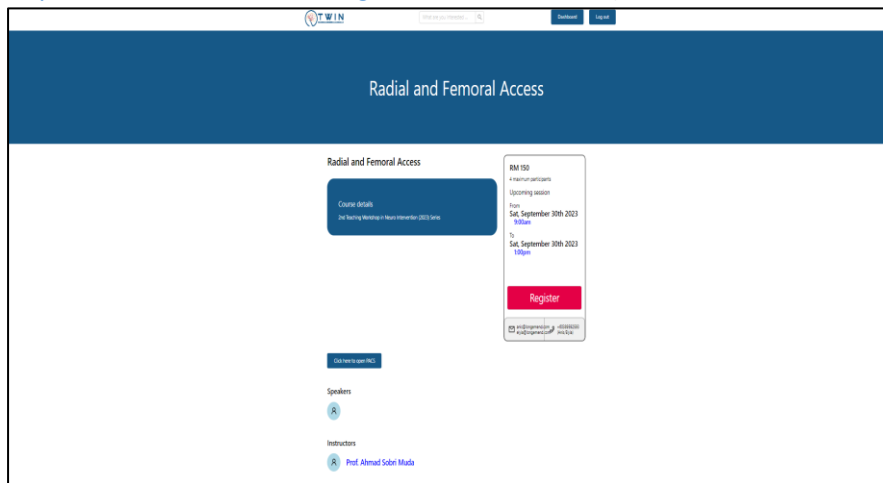 TWIN
Dashboard
Log out
Radial and Femoral Access
Radial and Femoral Access
Course details
2nd Teaching Workshop in Neuro Intervention (2023) Series
RM 150
4 maximum participants
Upcoming session
From
Sat, September 30th 2023
9:00am
To
Sat, September 30th 2023
1:00pm
Register
Click here to open PACS
Speakers
Instructors
Prof. Ahmad Sobri Muda